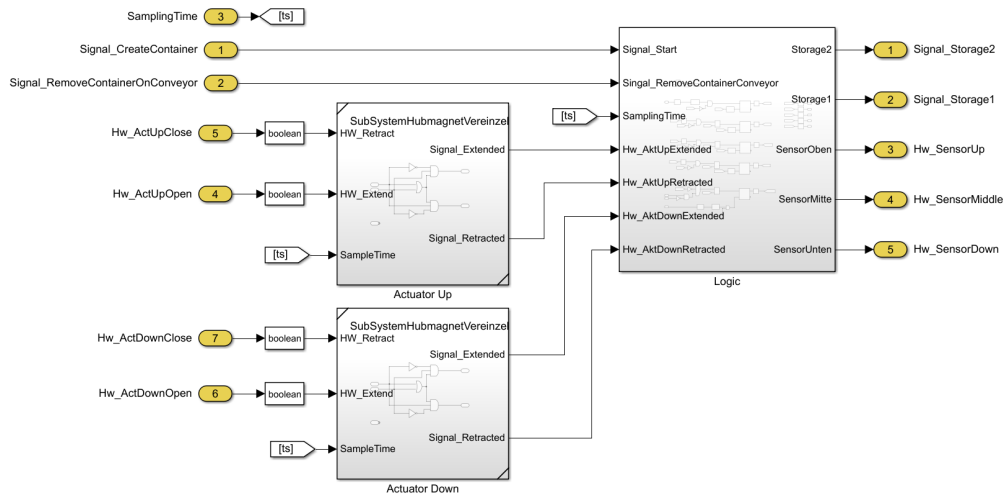 SamplingTime 3 [ts]
Signal_CreateContainer 1
Signal_RemoveContainerOnConveyor 2
Hw_ActUpClose 5 boolean
Hw_ActUpOpen 4 boolean
[ts]
SubSystemHubmagnetVereinzel
HW_Retract
Signal_Extended
HW_Extend
Signal_Retracted
SampleTime
Actuator Up
Hw_ActDownClose 7 boolean
Hw_ActDownOpen 6 boolean
[ts]
SubSystemHubmagnetVereinzel
HW_Retract
Signal_Extended
HW_Extend
Signal_Retracted
SampleTime
Actuator Down
[ts]
Signal_Start
Singal_RemoveContainerConveyor
SamplingTime
Hw_AktUpExtended
Hw_AktUpRetracted
Hw_AktDownExtended
Hw_AktDownRetracted
Storage2
Storage1
SensorOben
SensorMitte
SensorUnten
Logic
1 Signal_Storage2
2 Signal_Storage1
3 Hw_SensorUp
4 Hw_SensorMiddle
5 Hw_SensorDown